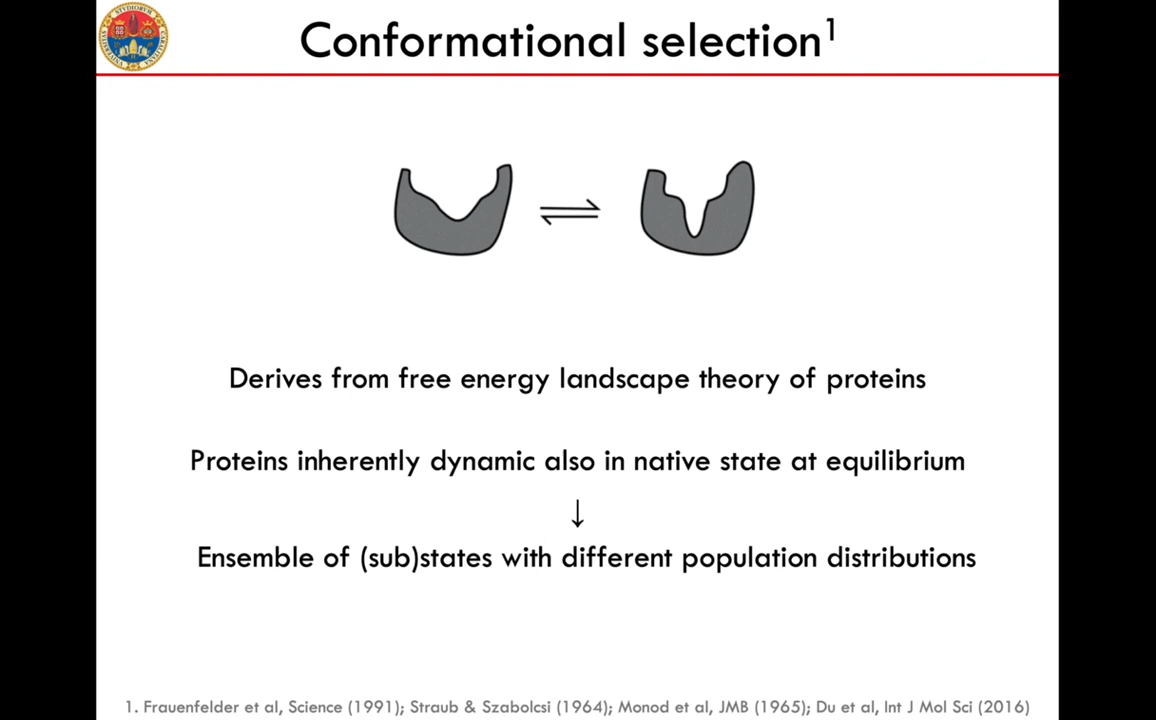 Conformational selection¹
Derives from free energy landscape theory of proteins
Proteins inherently dynamic also in native state at equilibrium
↓
Ensemble of (sub)states with different population distributions
1. Frauenfelder et al, Science (1991); Straub & Szabolcsi (1964); Monod et al, JMB (1965); Du et al, Int J Mol Sci (2016)